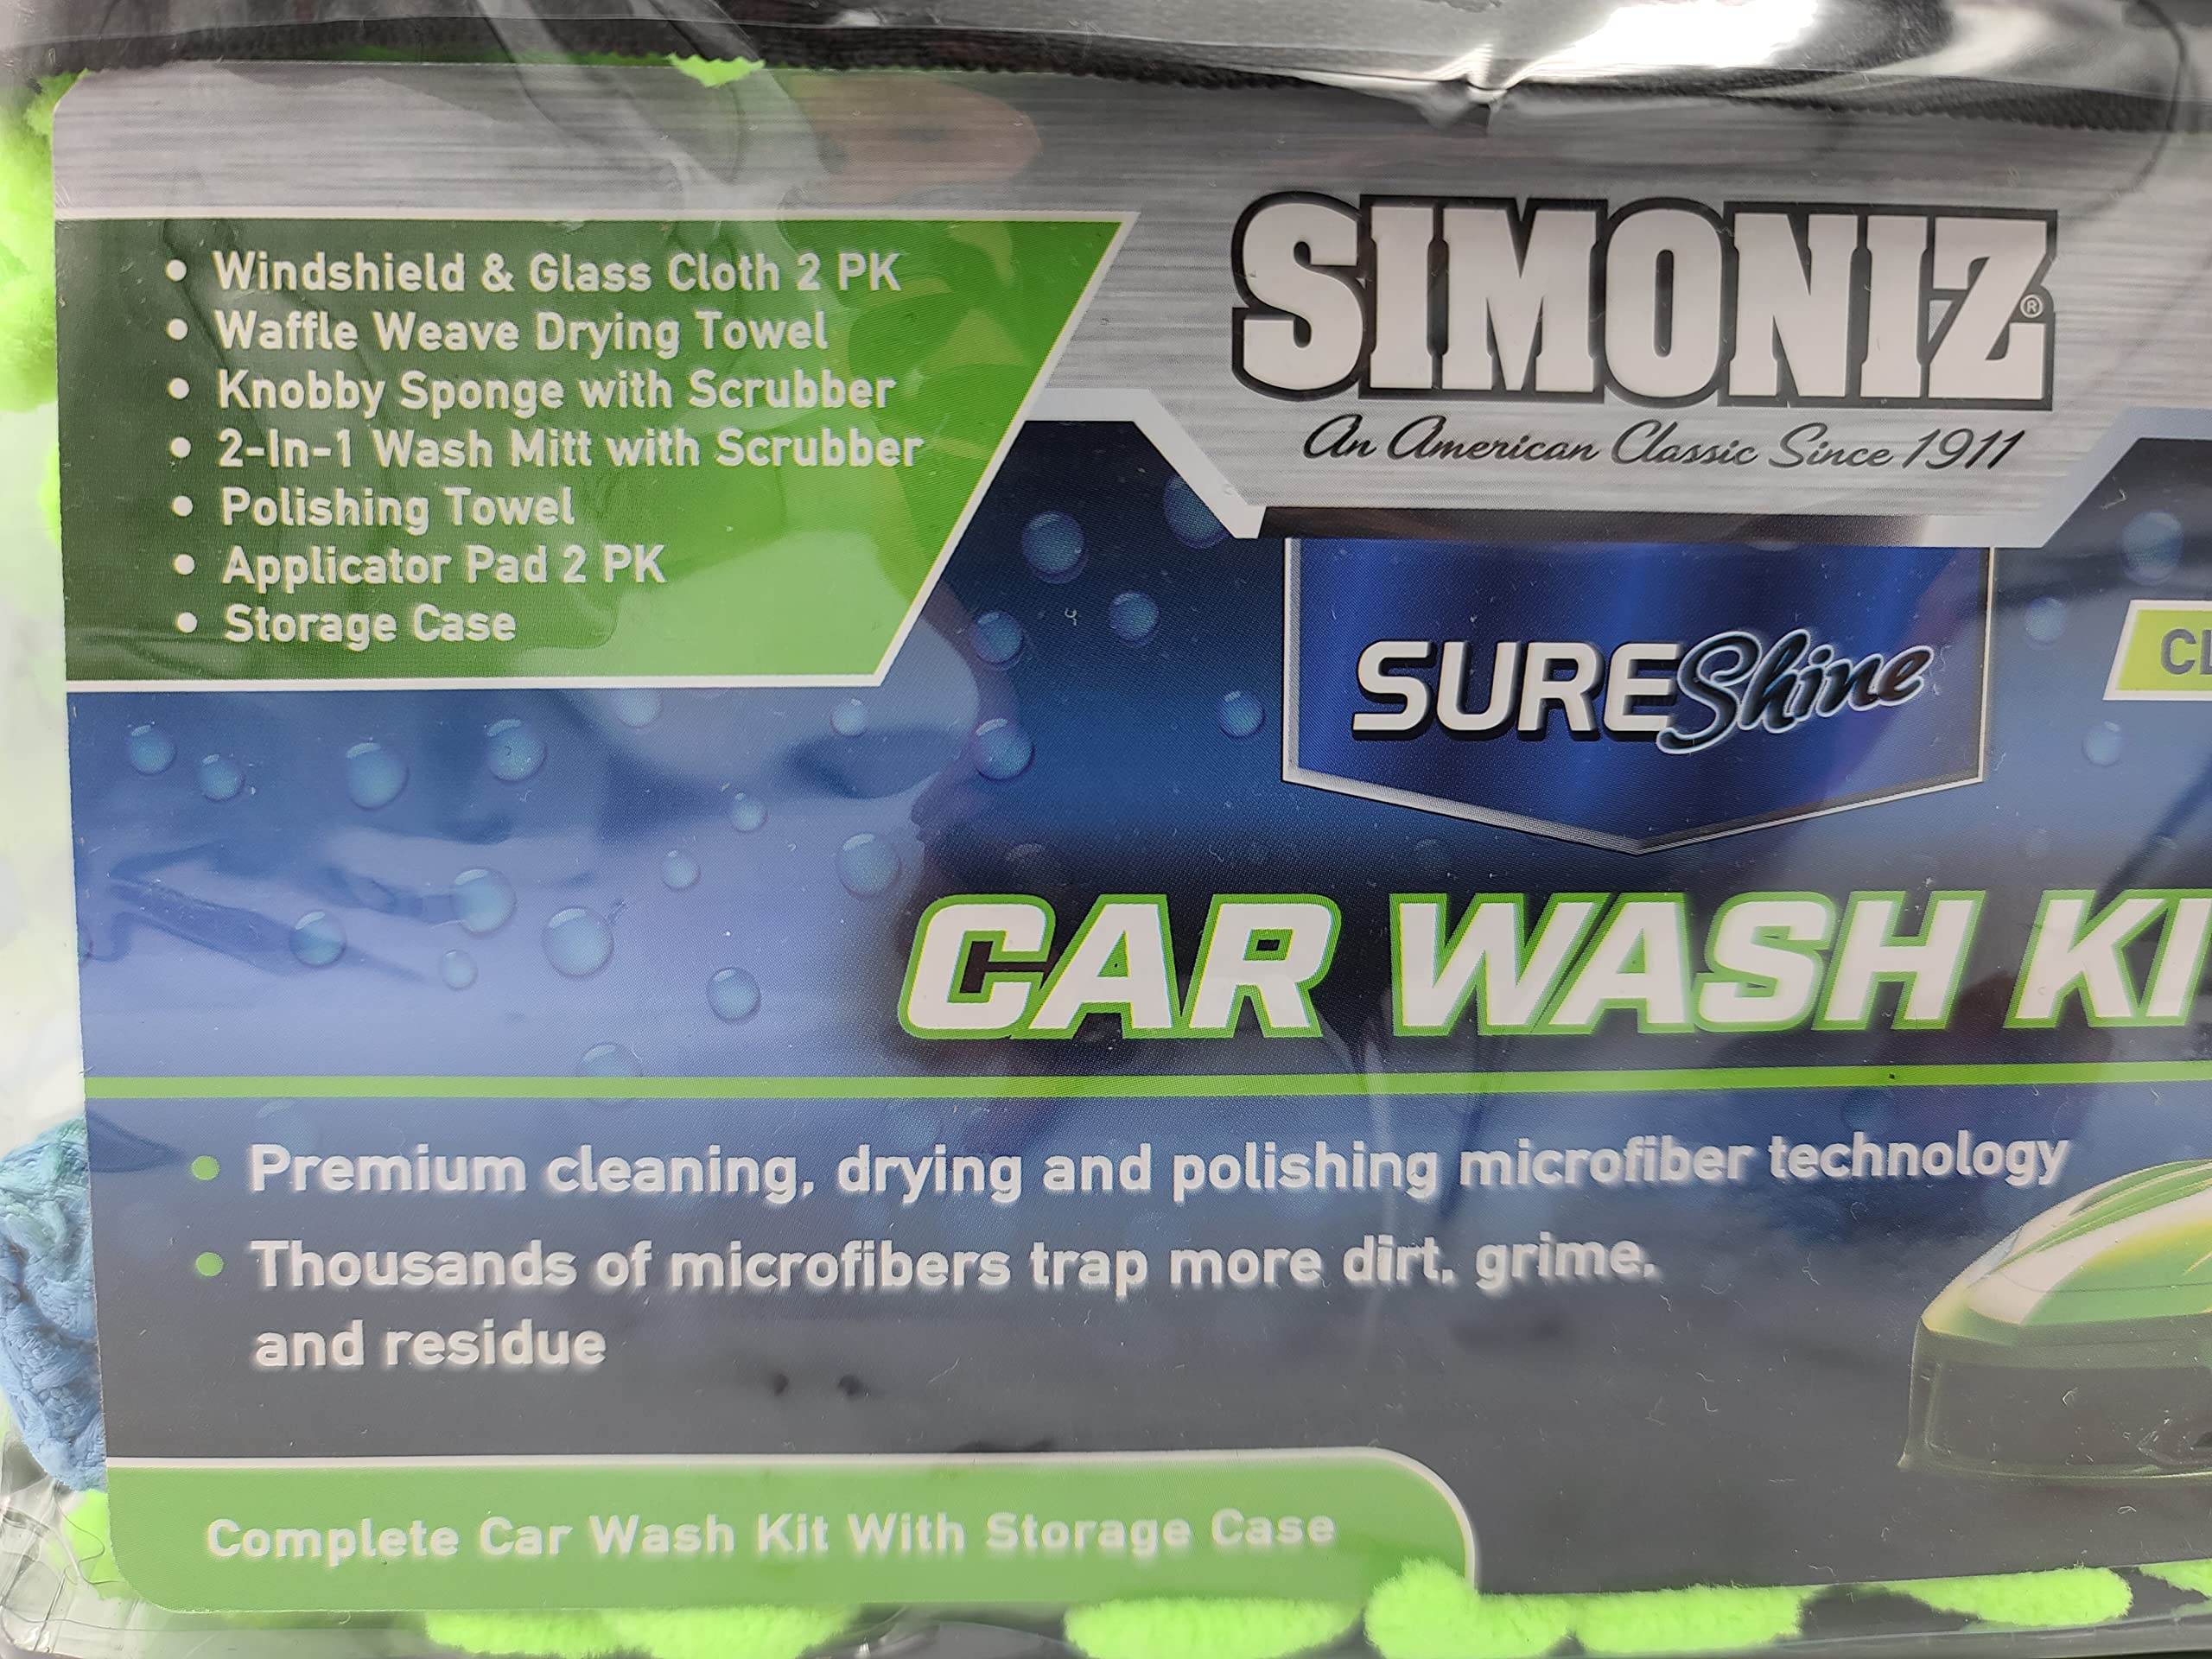 • Windshield & Glass Cloth 2 PK
• Waffle Weave Drying Towel
• Knobby Sponge with Scrubber
• 2-In-1 Wash Mitt with Scrubber
• Polishing Towel
• Applicator Pad 2 PK
• Storage Case
SIMONIZ®
An American Classic Since 1911
SURE Shine
CL
CAR WASH KI
• Premium cleaning, drying and polishing microfiber technology
• Thousands of microfibers trap more dirt, grime,
and residue
Complete Car Wash Kit With Storage Case